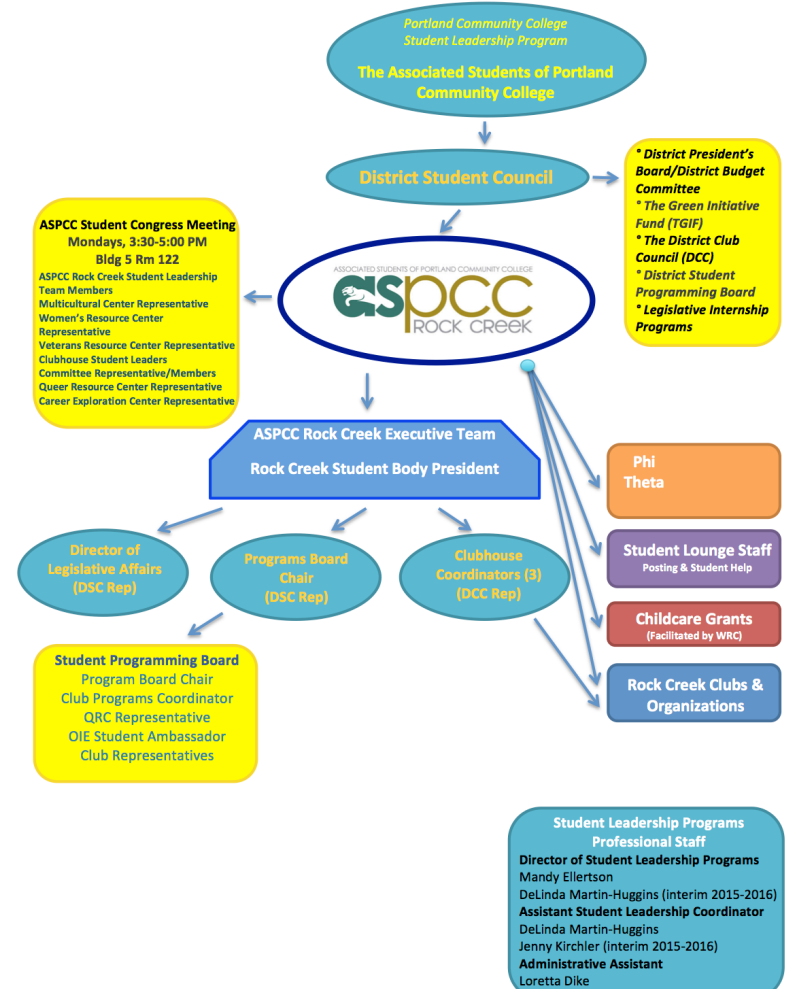 Portland Community College
Student Leadership Program
The Associated Students of Portland
Community College
District Student Council
° District President's
Board/District Budget
Committee
° The Green Initiative
Fund (TGIF)
° The District Club
Council (DCC)
° District Student
Programming Board
° Legislative Internship
Programs
ASPCC Student Congress Meeting
Mondays, 3:30-5:00 PM
Bldg 5 Rm 122
ASPCC Rock Creek Student Leadership
Team Members
Multicultural Center Representative
Women's Resource Center
Representative
Veterans Resource Center Representative
Clubhouse Student Leaders
Committee Representative/Members
Queer Resource Center Representative
Career Exploration Center Representative
ASSOCIATED STUDENTS OF PORTLAND COMMUNITY COLLEGE
aspcc
ROCK CREEK
ASPCC Rock Creek Executive Team
Rock Creek Student Body President
Phi
Theta
Student Lounge Staff
Posting & Student Help
Childcare Grants
(Facilitated by WRC)
Rock Creek Clubs &
Organizations
Director of
Legislative Affairs
(DSC Rep)
Programs Board
Chair
(DSC Rep)
Clubhouse
Coordinators (3)
(DCC Rep)
Student Programming Board
Program Board Chair
Club Programs Coordinator
QRC Representative
OIE Student Ambassador
Club Representatives
Student Leadership Programs
Professional Staff
Director of Student Leadership Programs
Mandy Ellertson
DeLinda Martin-Huggins (interim 2015-2016)
Assistant Student Leadership Coordinator
DeLinda Martin-Huggins
Jenny Kirchler (interim 2015-2016)
Administrative Assistant
Loretta Dike